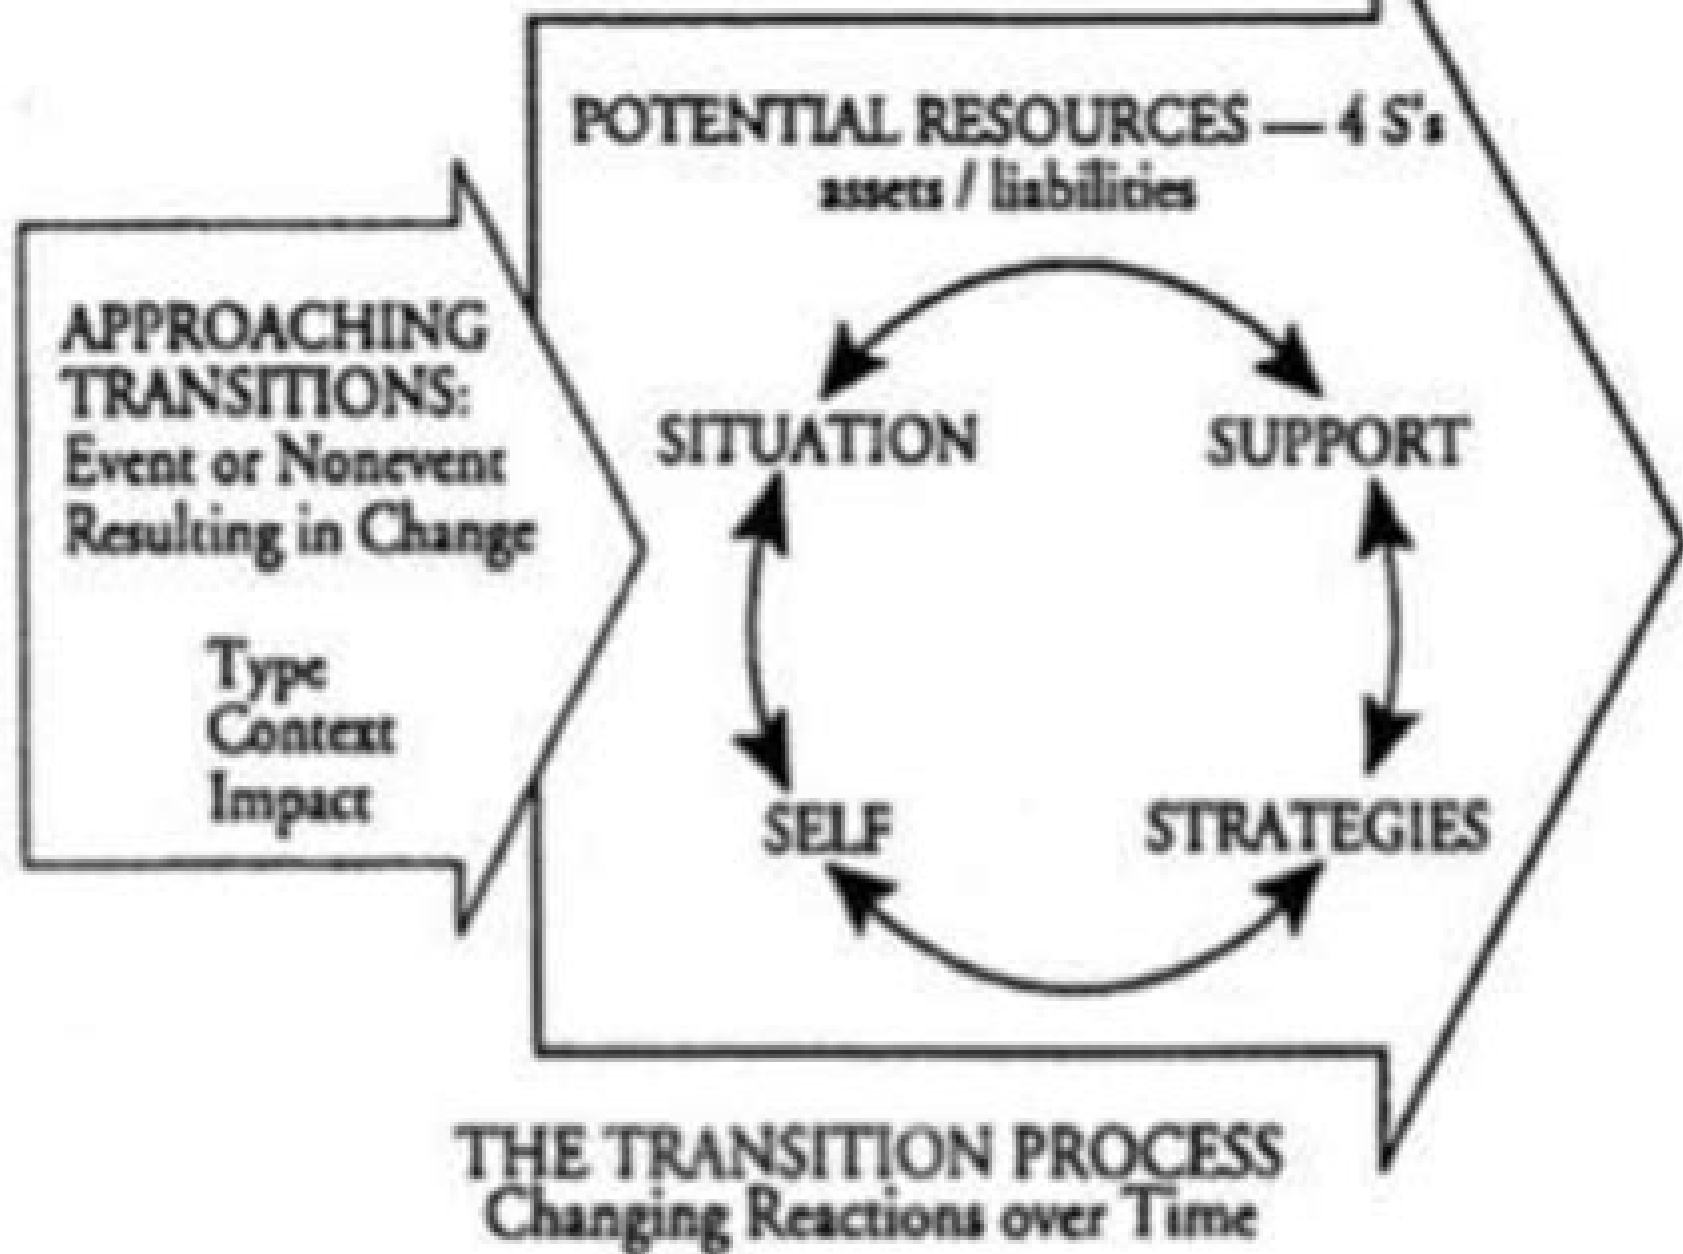 POTENTIAL RESOURCES — 4 S's
assets / liabilities
APPROACHING
TRANSITIONS:
Event or Nonevent
Resulting in Change
Type
Context
Impact
SITUATION
SUPPORT
SELF
STRATEGIES
THE TRANSITION PROCESS
Changing Reactions over Time